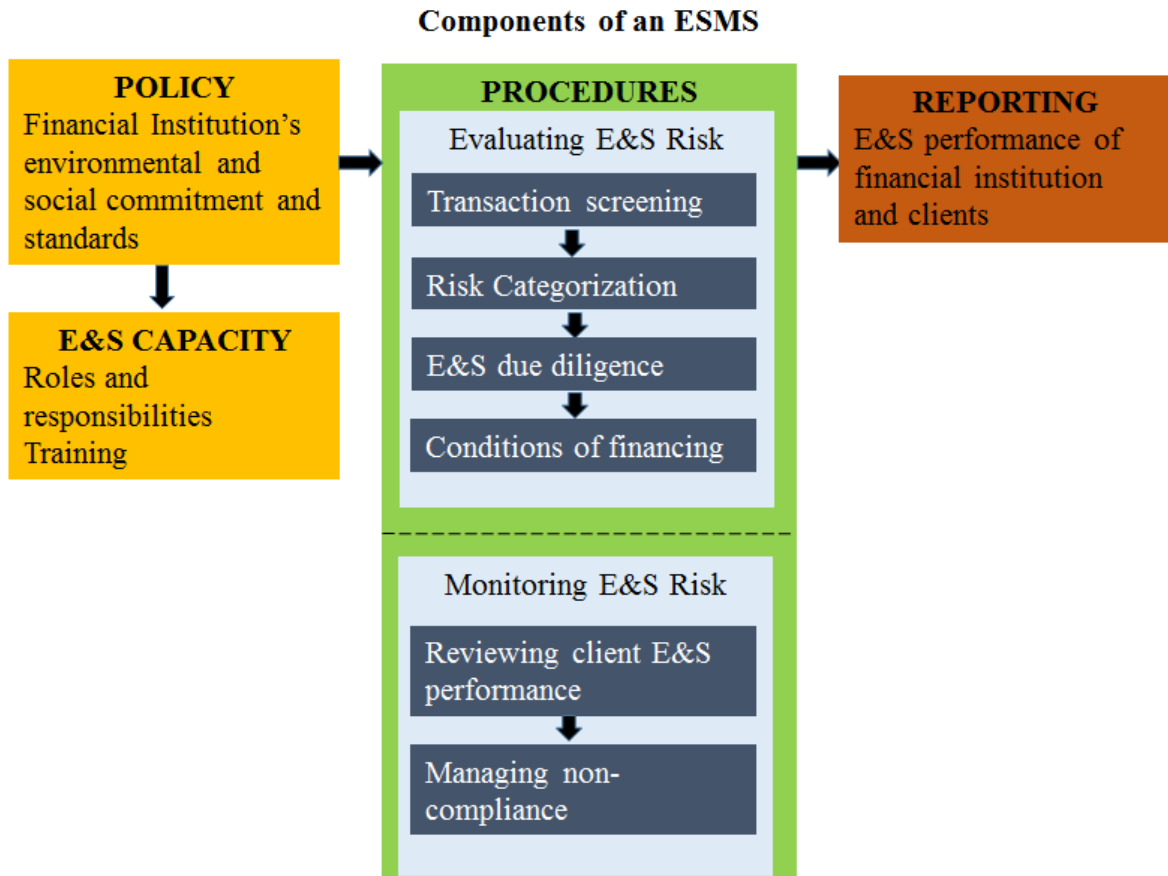 Components of an ESMS
POLICY
Financial Institution's
environmental and
social commitment and
standards
E&S CAPACITY
Roles and
responsibilities
Training
PROCEDURES
Evaluating E&S Risk
Transaction screening
Risk Categorization
E&S due diligence
Conditions of financing
Monitoring E&S Risk
Reviewing client E&S
performance
Managing non-
compliance
REPORTING
E&S performance of
financial institution
and clients